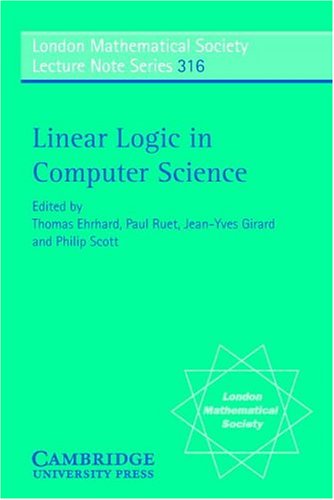 London Mathematical Society
Lecture Note Series 316
Linear Logic in
Computer Science
Edited by
Thomas Ehrhard, Paul Ruet, Jean-Yves Girard
and Philip Scott
London
Mathematical
Society
CAMBRIDGE
UNIVERSITY PRESS